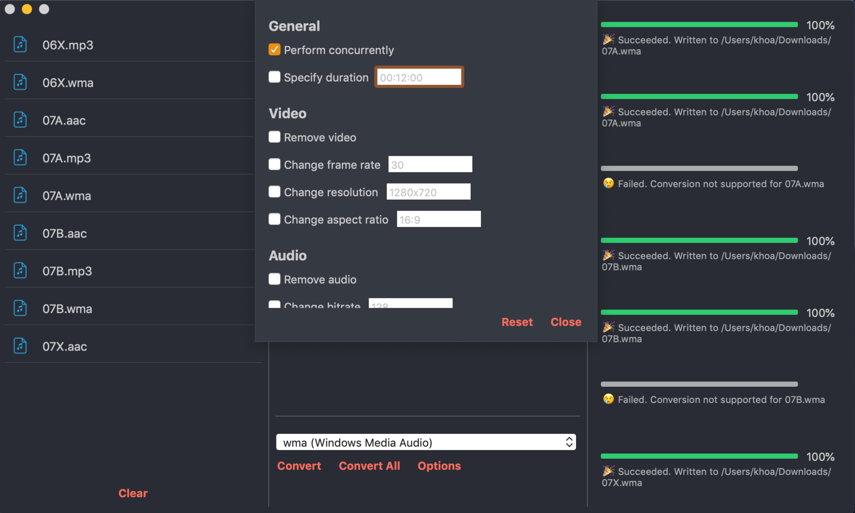 06X.mp3
06X.wma
07A.aac
07A.mp3
07A.wma
07B.aac
07B.mp3
07B.wma
07X.aac
Clear
General
Perform concurrently
Specify duration 00:12:00
Video
Remove video
Change frame rate 30
Change resolution 1280x720
Change aspect ratio 16:9
Audio
Remove audio
Change bitrate 128
Reset Close
wma (Windows Media Audio)
Convert Convert All Options
100%
🎉 Succeeded. Written to /Users/khoa/Downloads/
07A.wma
100%
🎉 Succeeded. Written to /Users/khoa/Downloads/
07A.wma
😢 Failed. Conversion not supported for 07A.wma
100%
🎉 Succeeded. Written to /Users/khoa/Downloads/
07B.wma
100%
🎉 Succeeded. Written to /Users/khoa/Downloads/
07B.wma
😢 Failed. Conversion not supported for 07B.wma
100%
🎉 Succeeded. Written to /Users/khoa/Downloads/
07X.wma